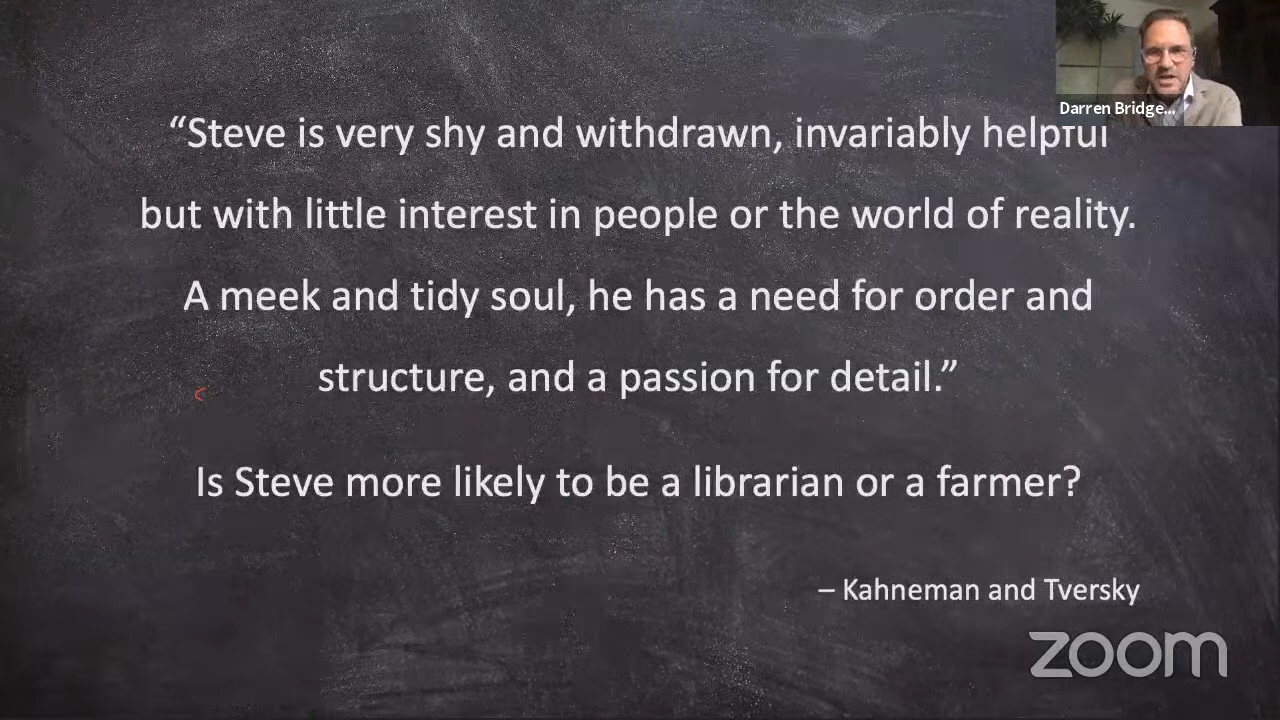 Darren Bridge...
“Steve is very shy and withdrawn, invariably helpful
but with little interest in people or the world of reality.
A meek and tidy soul, he has a need for order and
structure, and a passion for detail.”
Is Steve more likely to be a librarian or a farmer?
– Kahneman and Tversky
zoom